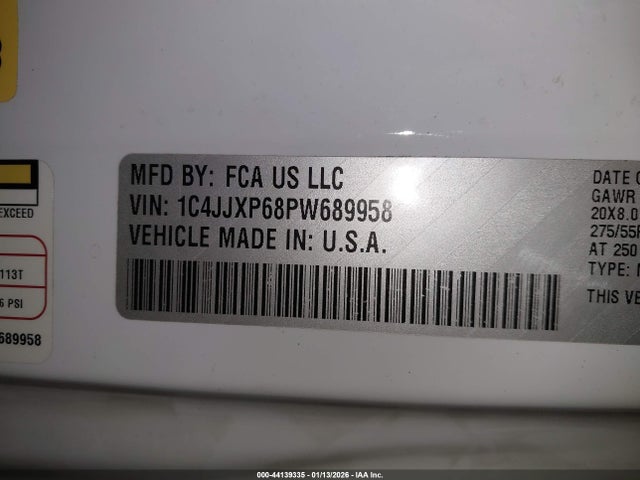 MFD BY: FCA US LLC
VIN: 1C4JJXP68PW689958
VEHICLE MADE IN: U.S.A.
EXCEED
113T
6 PSI
689958
DATE O
GAWR
20X8.0
275/55R
AT 250
TYPE:
THIS VE
000-44139335 - 01/13/2026 - IAA Inc.